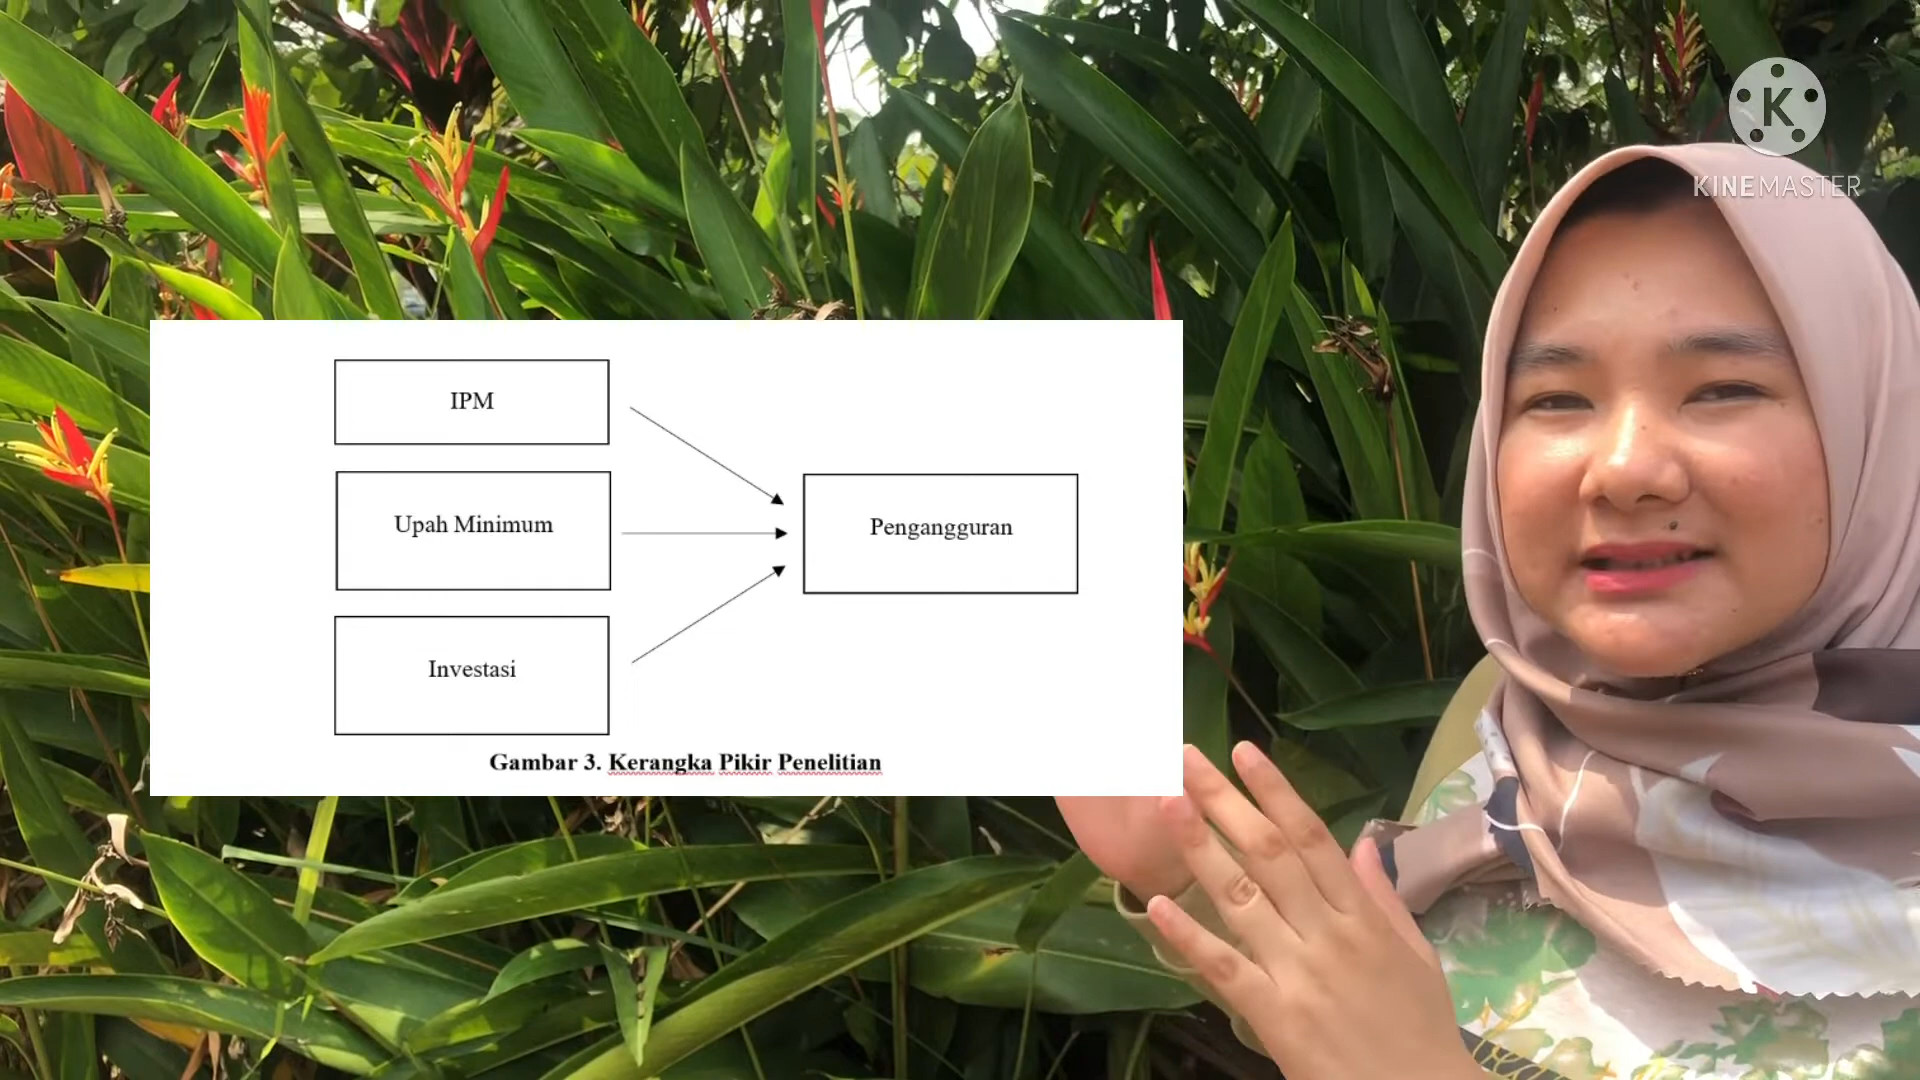 K
KINEMASTER
IPM
Upah Minimum
Pengangguran
Investasi
Gambar 3. Kerangka Pikir Penelitian